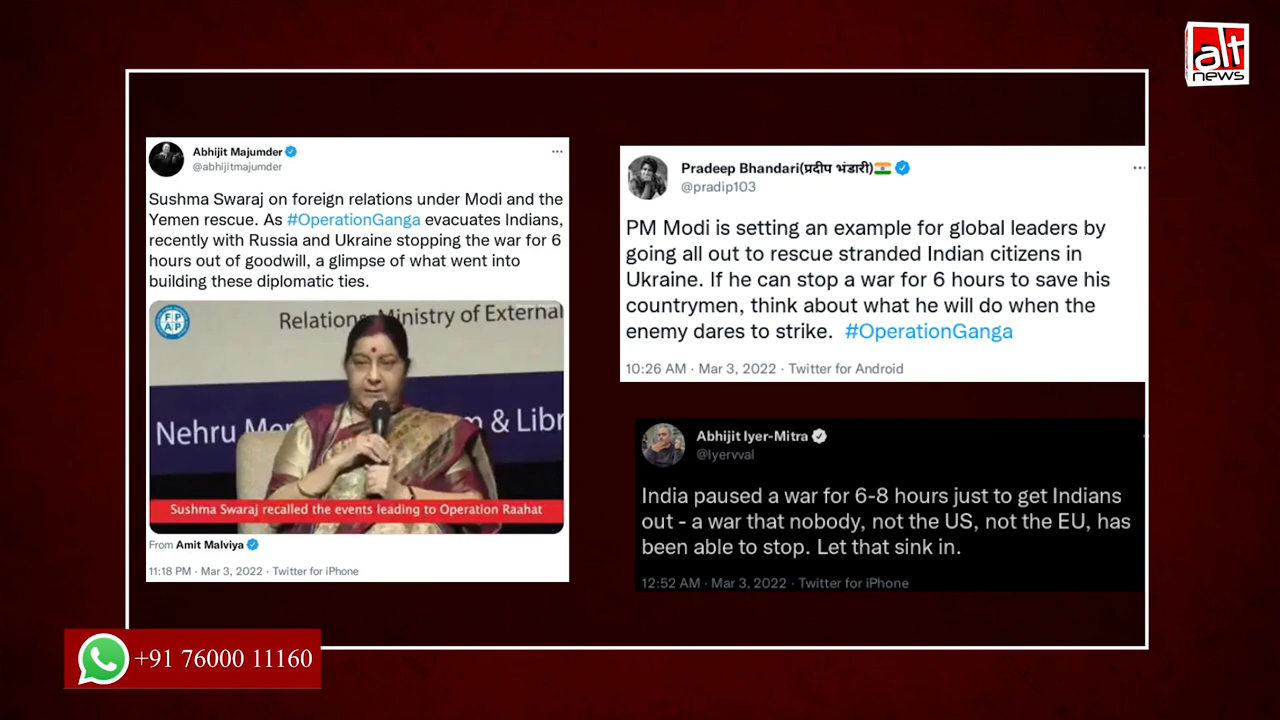 alt
news
Abhijit Majumder
@abhijitmajumder
Sushma Swaraj on foreign relations under Modi and the
Yemen rescue. As #OperationGanga evacuates Indians,
recently with Russia and Ukraine stopping the war for 6
hours out of goodwill, a glimpse of what went into
building these diplomatic ties.
FP
AP
Relations, Ministry of External
Nehru & Libr
Sushma Swaraj recalled the events leading to Operation Raahat
From Amit Malviya
11:18 PM · Mar 3, 2022 · Twitter for iPhone
Pradeep Bhandari(प्रदीप भंडारी)
@pradip103
PM Modi is setting an example for global leaders by
going all out to rescue stranded Indian citizens in
Ukraine. If he can stop a war for 6 hours to save his
countrymen, think about what he will do when the
enemy dares to strike. #OperationGanga
10:26 AM · Mar 3, 2022 · Twitter for Android
Abhijit Iyer-Mitra
@Iyervval
India paused a war for 6-8 hours just to get Indians
out - a war that nobody, not the US, not the EU, has
been able to stop. Let that sink in.
12:52 AM · Mar 3, 2022 · Twitter for iPhone
+91 76000 11160